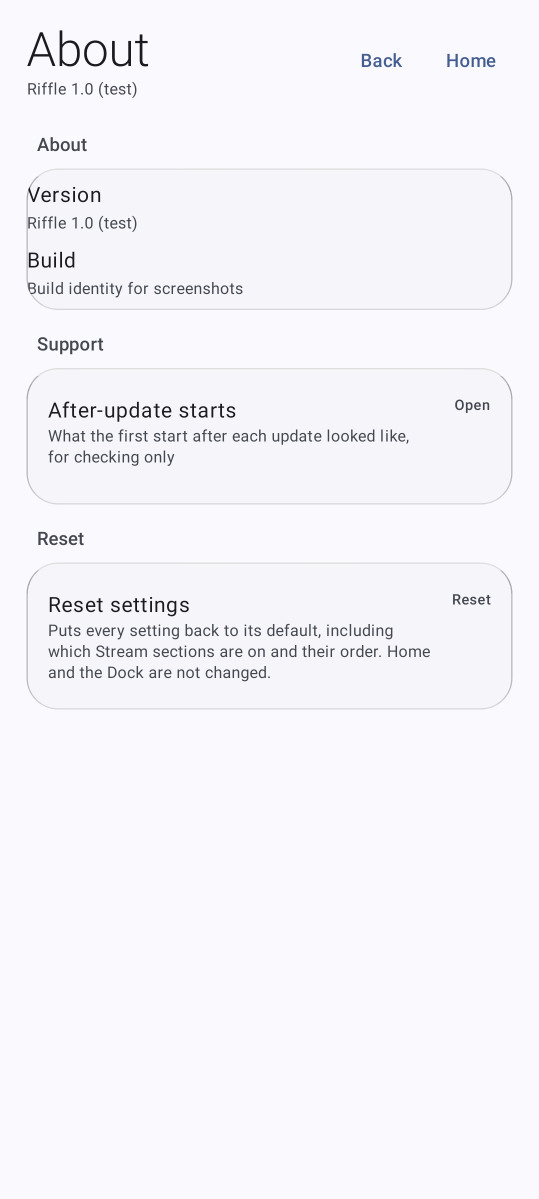 About
Back
Home
Riffle 1.0 (test)
About
Version
Riffle 1.0 (test)
Build
Build identity for screenshots
Support
After-update starts
Open
What the first start after each update looked like,
for checking only
Reset
Reset settings
Reset
Puts every setting back to its default, including
which Stream sections are on and their order. Home
and the Dock are not changed.